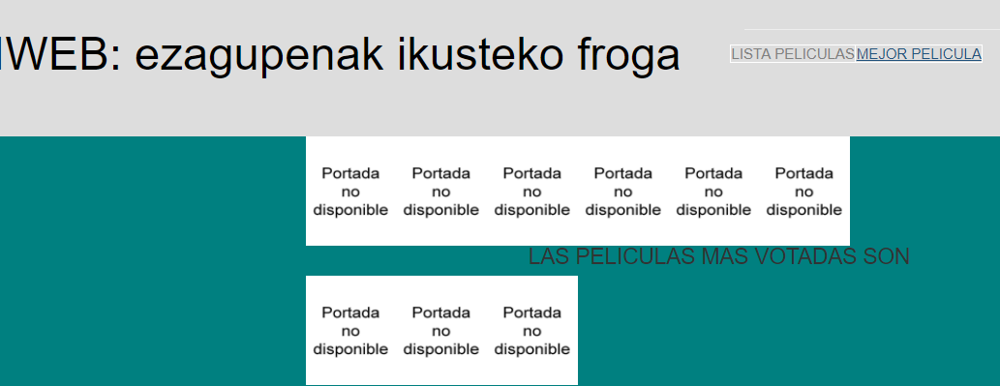 WEB: ezagupenak ikusteko froga
LISTA PELICULAS MEJOR PELICULA
Portada no disponible
Portada no disponible
Portada no disponible
Portada no disponible
Portada no disponible
Portada no disponible
LAS PELICULAS MAS VOTADAS SON
Portada no disponible
Portada no disponible
Portada no disponible